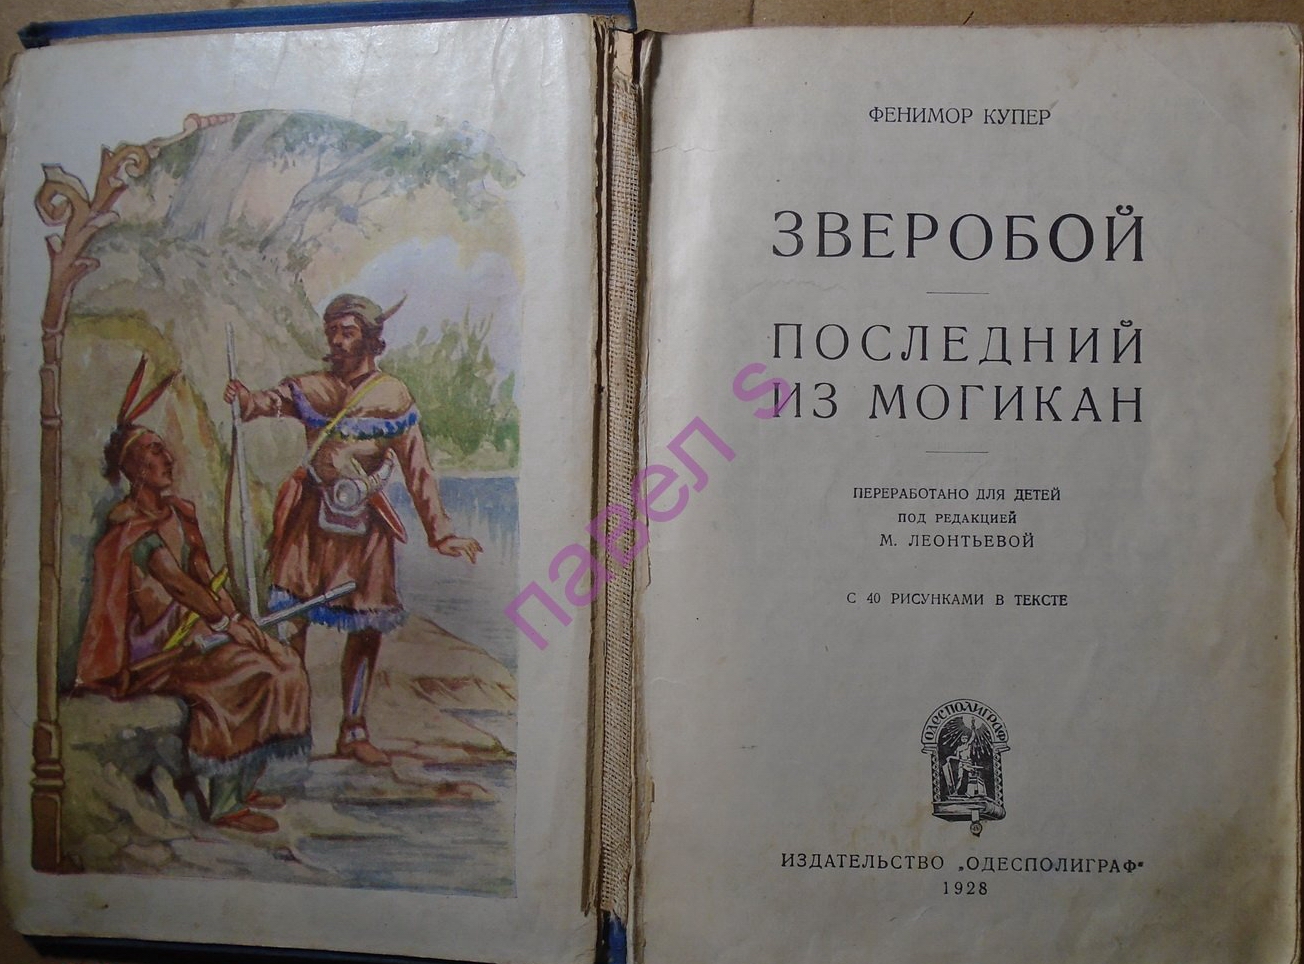 ФЕНИМОР КУПЕР
ЗВЕРОБОЙ
ПОСЛЕДНИЙ
ИЗ МОГИКАН
ПЕРЕРАБОТАНО ДЛЯ ДЕТЕЙ
ПОД РЕДАКЦИЕЙ
М. ЛЕОНТЬЕВОЙ
С 40 РИСУНКАМИ В ТЕКСТЕ
ОДЕСПОЛИГРАФ
ИЗДАТЕЛЬСТВО „ОДЕСПОЛИГРАФ“
1928
павел s